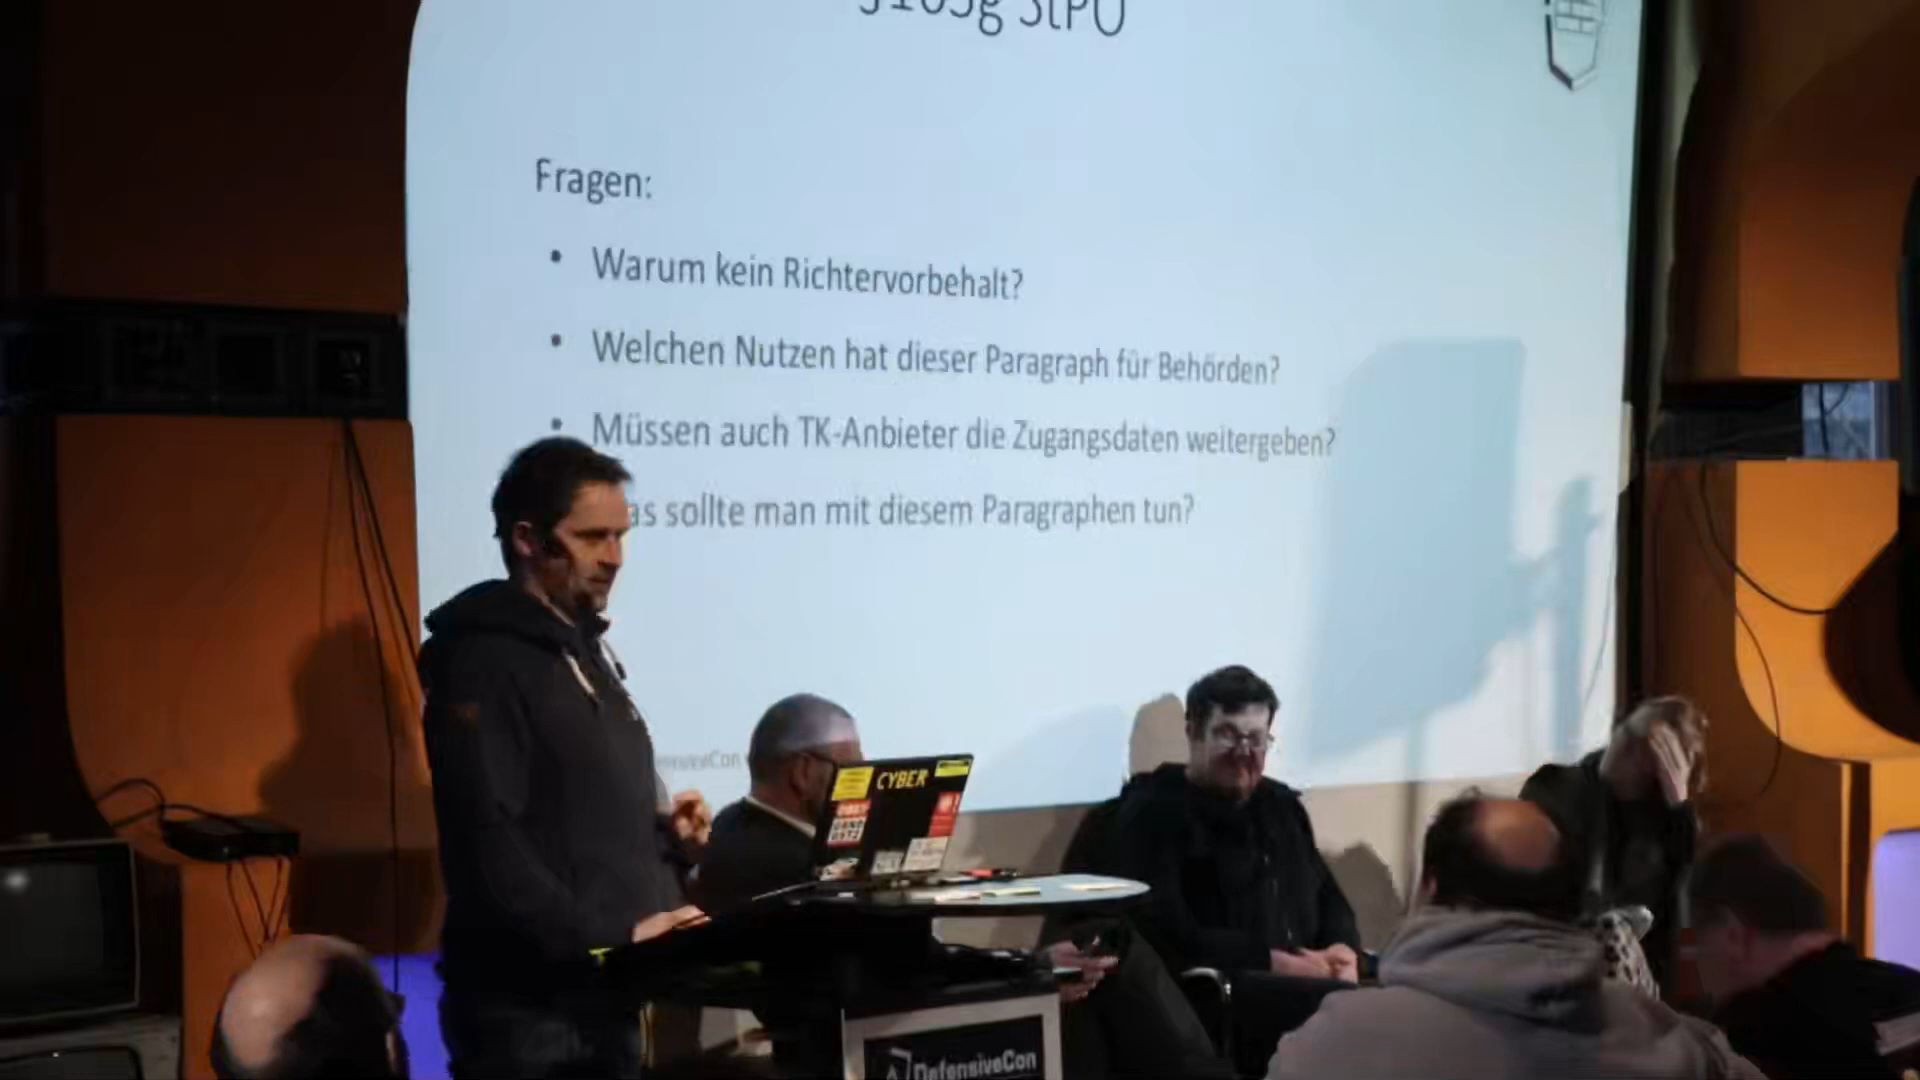 StPO
Fragen:
• Warum kein Richtervorbehalt?
• Welchen Nutzen hat dieser Paragraph für Behörden?
• Müssen auch TK-Anbieter die Zugangsdaten weitergeben?
sollte man mit diesem Paragraphen tun?
CYBER
DefensiveCon